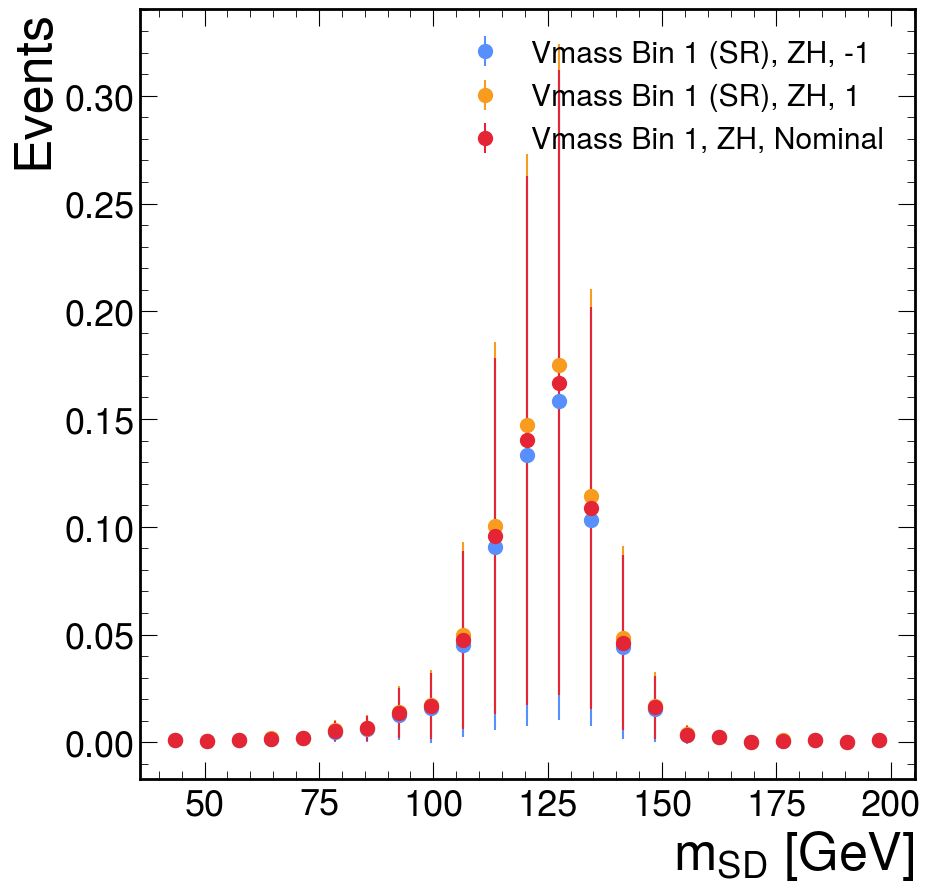 Events
Vmass Bin 1 (SR), ZH, -1
Vmass Bin 1 (SR), ZH, 1
Vmass Bin 1, ZH, Nominal
0.30
0.25
0.20
0.15
0.10
0.05
0.00
50 75 100 125 150 175 200
m_SD [GeV]